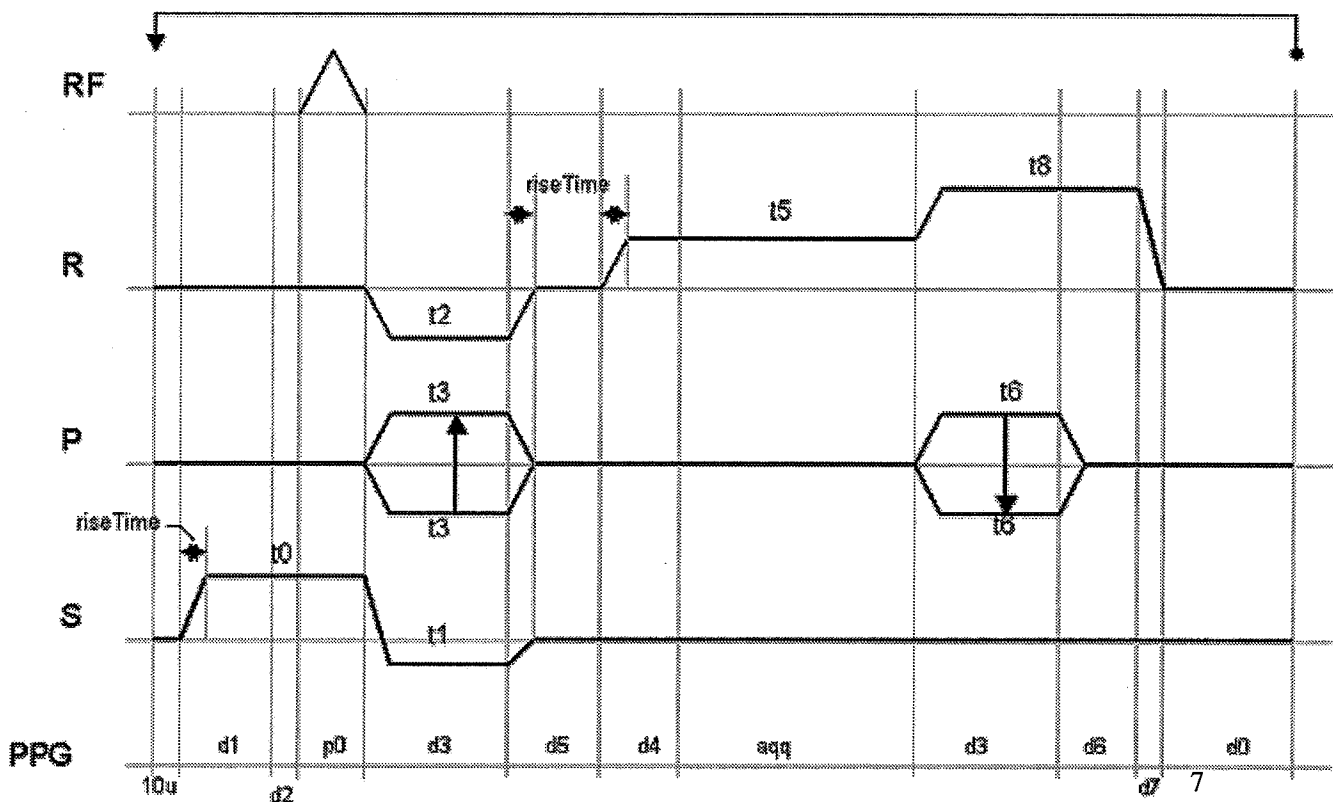 RF
t8
riseTime
t5
R
t2
t3
t6
P
riseTime
t3
t6
t0
S
t1
PPG
d1
p0
d3
d5
d4
aqq
d3
d6
d0
10u
d2
d7
7